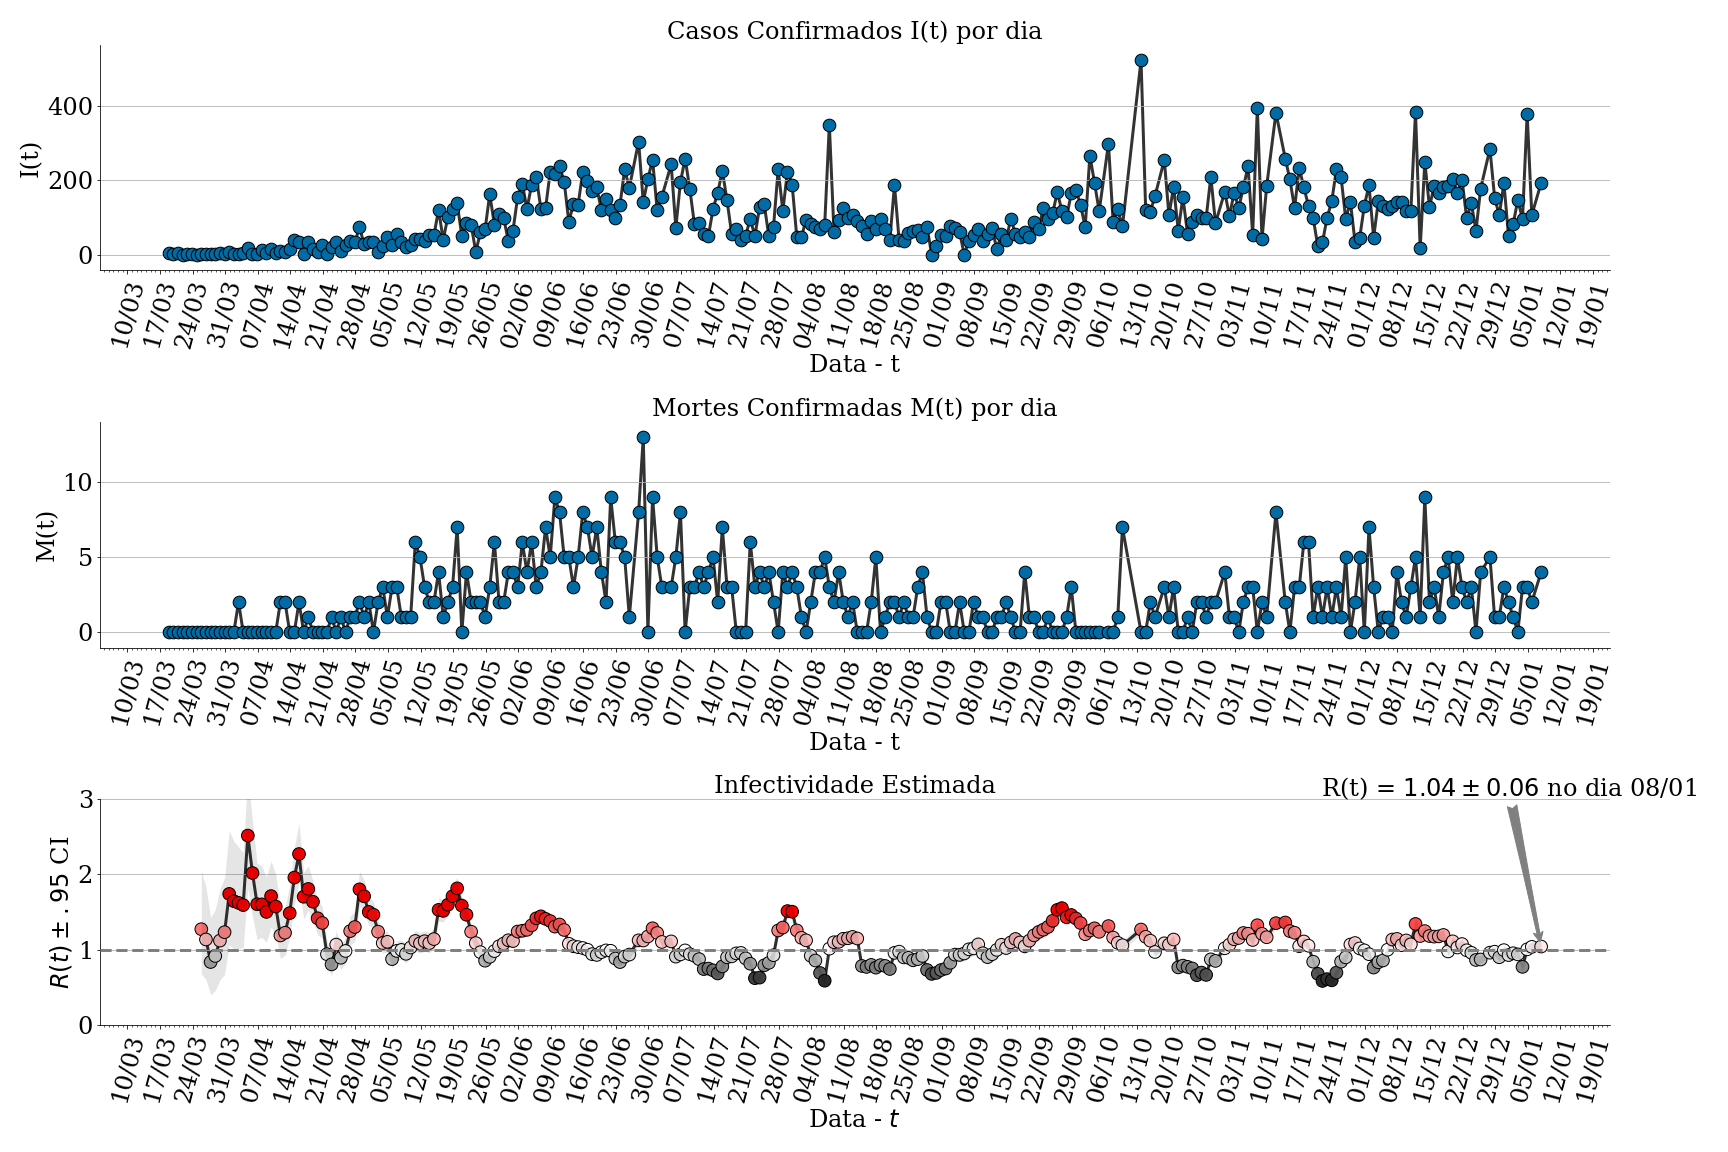 Casos Confirmados I(t) por dia
I(t)
400
200
0
10/03 17/03 24/03 31/03 07/04 14/04 21/04 28/04 05/05 12/05 19/05 26/05 02/06 09/06 16/06 23/06 30/06 07/07 14/07 21/07 28/07 04/08 11/08 18/08 25/08 01/09 08/09 15/09 22/09 29/09 06/10 13/10 20/10 27/10 03/11 10/11 17/11 24/11 01/12 08/12 15/12 22/12 29/12 05/01 12/01 19/01
Data - t
Mortes Confirmadas M(t) por dia
M(t)
10
5
0
10/03 17/03 24/03 31/03 07/04 14/04 21/04 28/04 05/05 12/05 19/05 26/05 02/06 09/06 16/06 23/06 30/06 07/07 14/07 21/07 28/07 04/08 11/08 18/08 25/08 01/09 08/09 15/09 22/09 29/09 06/10 13/10 20/10 27/10 03/11 10/11 17/11 24/11 01/12 08/12 15/12 22/12 29/12 05/01 12/01 19/01
Data - t
Infectividade Estimada
R(t) = 1.04 ± 0.06 no dia 08/01
R(t) ± .95 CI
3
2
1
0
10/03 17/03 24/03 31/03 07/04 14/04 21/04 28/04 05/05 12/05 19/05 26/05 02/06 09/06 16/06 23/06 30/06 07/07 14/07 21/07 28/07 04/08 11/08 18/08 25/08 01/09 08/09 15/09 22/09 29/09 06/10 13/10 20/10 27/10 03/11 10/11 17/11 24/11 01/12 08/12 15/12 22/12 29/12 05/01 12/01 19/01
Data - t